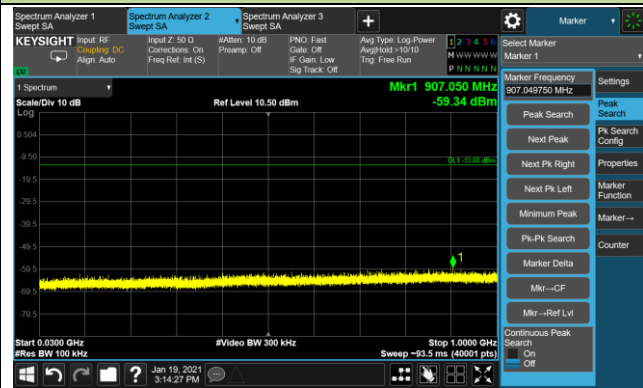 Spectrum Analyzer 1
Swept SA
Spectrum Analyzer 2
Swept SA
Spectrum Analyzer 3
Swept SA
Marker
KEYSIGHT
Input: RF
Coupling: DC
Align: Auto
Input Z: 50 Ω
Corrections: On
Freq Ref: Int (S)
#Atten: 10 dB
Preamp: Off
PNO: Fast
Gate: Off
IF Gain: Low
Sig Track: Off
Avg Type: Log-Power
Avg|Hold:>10/10
Trig: Free Run
1 2 3 4 5 6
M W W W W W
P N N N N N
Select Marker
Marker 1
1 Spectrum
Mkr1 907.050 MHz
-59.34 dBm
Scale/Div 10 dB
Ref Level 10.50 dBm
Log
0.504
-9.50
-19.5
-29.5
-39.5
-49.5
-59.5
-69.5
-79.5
DL1 -13.00 dBm
1
Start 0.0300 GHz
#Video BW 300 kHz
Stop 1.0000 GHz
#Res BW 100 kHz
Sweep ~93.5 ms (40001 pts)
Marker Frequency
907.049750 MHz
Peak Search
Next Peak
Next Pk Right
Next Pk Left
Minimum Peak
Pk-Pk Search
Marker Delta
Mkr→CF
Mkr→Ref Lvl
Continuous Peak
Search
On
Off
Settings
Peak
Search
Pk Search
Config
Properties
Marker
Function
Marker→
Counter
?
Jan 19, 2021
3:14:27 PM